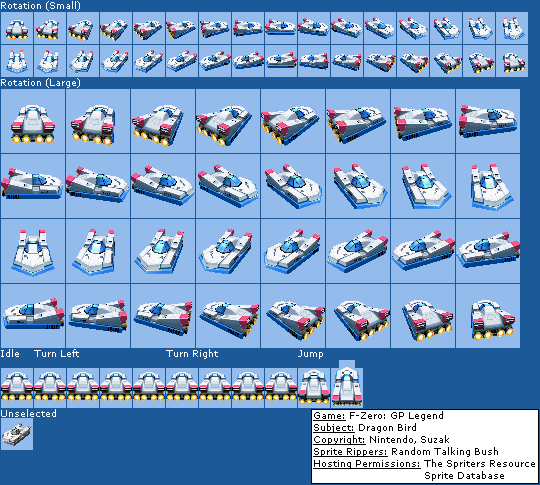 Rotation (Small)
Rotation (Large)
Idle Turn Left Turn Right Jump
Unselected
Game: F-Zero: GP Legend
Subject: Dragon Bird
Copyright: Nintendo, Suzak
Sprite Rippers: Random Talking Bush
Hosting Permissions: The Spriters Resource
Sprite Database